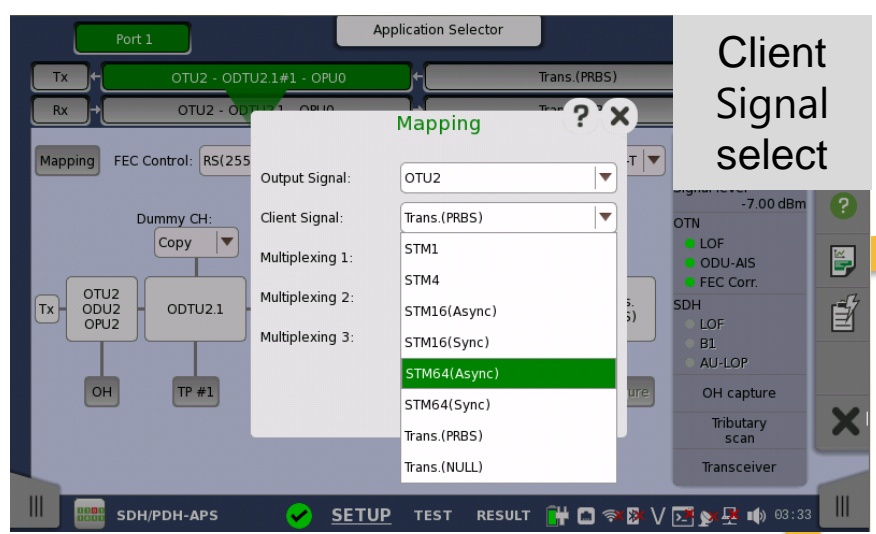 Application Selector
Port 1
Client
Signal
select
Tx
OTU2 - ODTU2.1#1 - OPU0
Trans.(PRBS)
Rx
OTU2 -
Mapping
?
Mapping
FEC Control:
RS(255
-T
Output Signal:
OTU2
Client Signal:
Trans.(PRBS)
STM1
STM4
STM16(Async)
STM16(Sync)
STM64(Async)
STM64(Sync)
Trans.(PRBS)
Trans.(NULL)
Multiplexing 1:
Multiplexing 2:
Multiplexing 3:
Dummy CH:
Copy
Tx
OTU2
ODU2
OPU2
ODTU2.1
OH
TP #1
-7.00 dBm
OTN
LOF
ODU-AIS
FEC Corr.
SDH
LOF
B1
AU-LOP
OH capture
Tributary
scan
Transceiver
?
SDH/PDH-APS
SETUP
TEST
RESULT
V
03:33